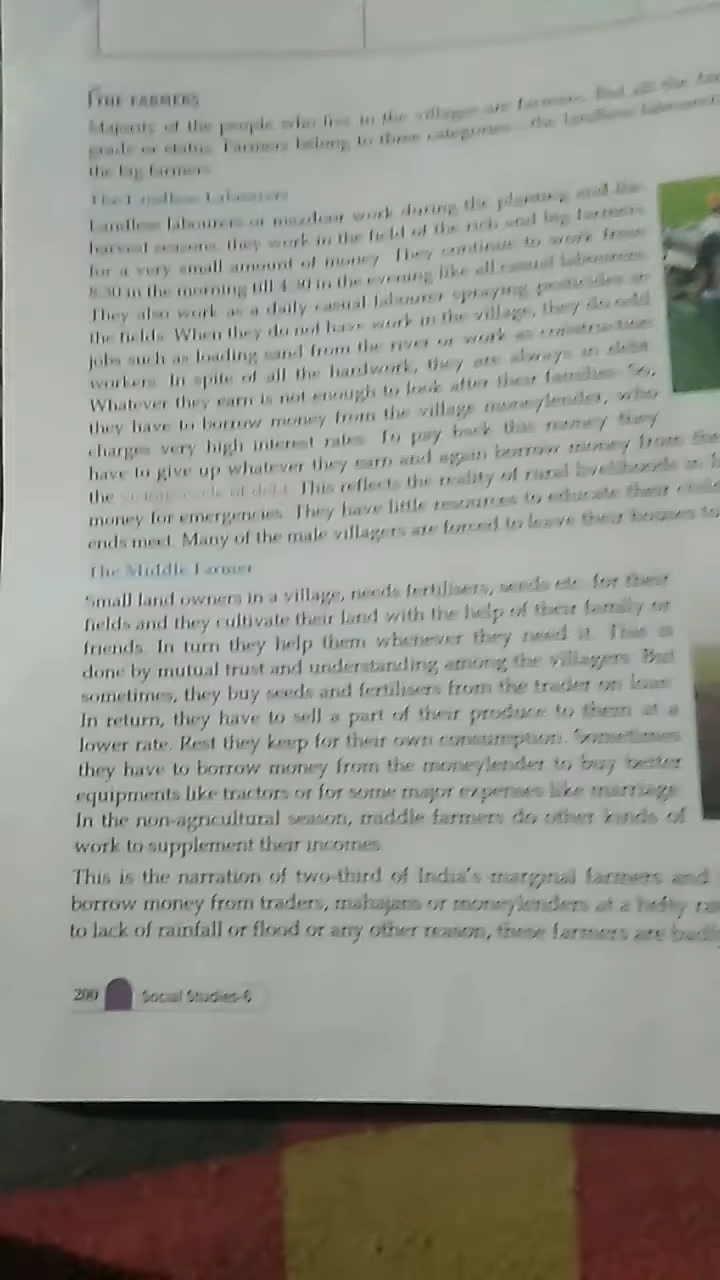 THE FARMERS
Majority of the people who live in the villages are farmers. But all the
grade or status. Farmers belong to three categories—the landless labourers
the big farmers
The Landless Labourers
Landless labourers or mazdoor work during the planting and the
harvest seasons, they work in the field of the rich and big farmers
for a very small amount of money. They continue to work from
8.30 in the morning till 4.30 in the evening like all casual labourers.
They also work as a daily casual labourer spraying pesticides in
the fields. When they do not have work in the village, they do odd
jobs such as loading sand from the river or work as construction
workers. In spite of all the hardwork, they are always in debt.
Whatever they earn is not enough to look after their families. So,
they have to borrow money from the village moneylender, who
charges very high interest rates. To pay back this money they
have to give up whatever they earn and again borrow money from
the vicious cycle of debt. This reflects the reality of rural livelihoods
money for emergencies. They have little resources to educate their
ends meet. Many of the male villagers are forced to leave their houses to
The Middle Farmer
Small land owners in a village, needs fertilisers, seeds etc. for their
fields and they cultivate their land with the help of their family or
friends. In turn they help them whenever they need it. This is
done by mutual trust and understanding among the villagers. But
sometimes, they buy seeds and fertilisers from the trader on loan.
In return, they have to sell a part of their produce to them at a
lower rate. Rest they keep for their own consumption. Sometimes
they have to borrow money from the moneylender to buy better
equipments like tractors or for some major expenses like marriage.
In the non-agricultural season, middle farmers do other kinds of
work to supplement their incomes.
This is the narration of two-third of India's marginal farmers and
borrow money from traders, mahajans or moneylenders at a hefty
to lack of rainfall or flood or any other reason, these farmers are
200 Social Studies-6